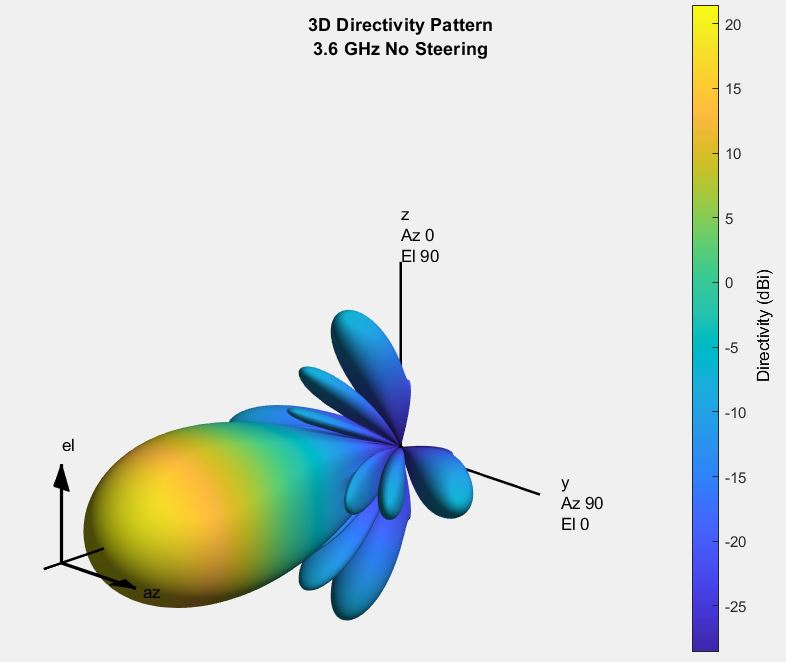 3D Directivity Pattern
3.6 GHz No Steering
z
Az 0
El 90
y
Az 90
El 0
el
az
20
15
10
5
0
-5
-10
-15
-20
-25
Directivity (dBi)